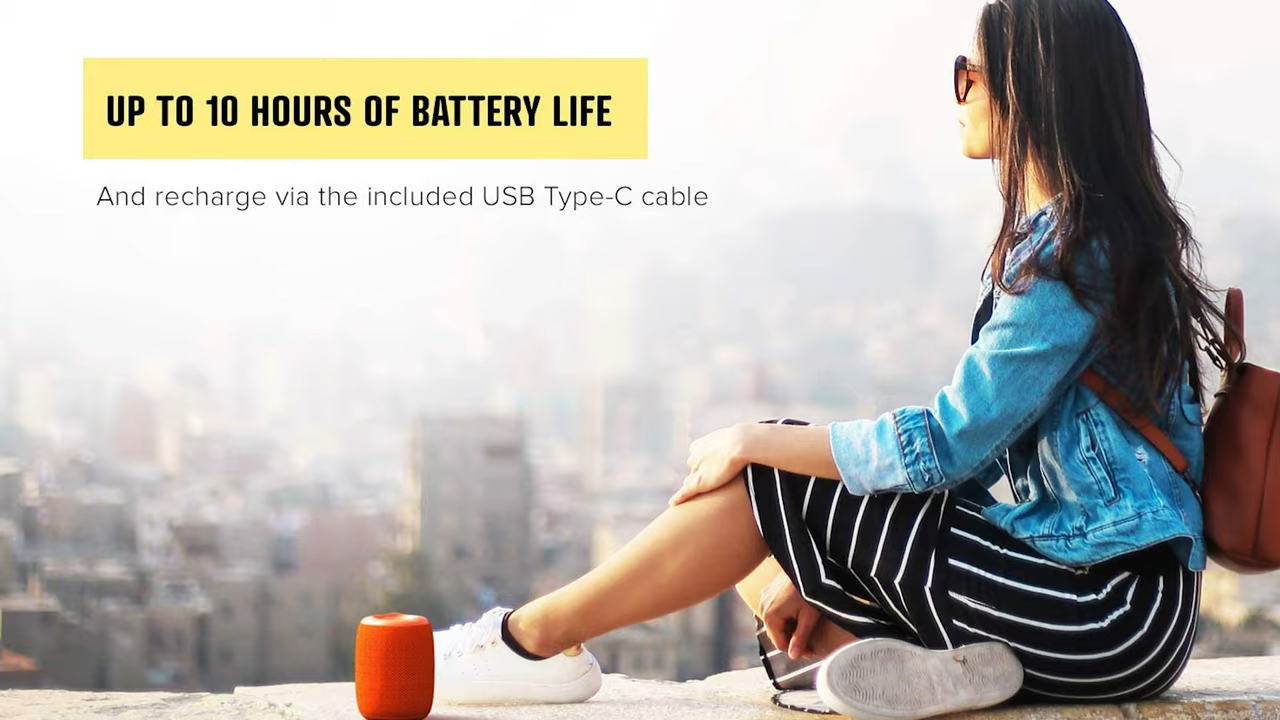 UP TO 10 HOURS OF BATTERY LIFE
And recharge via the included USB Type-C cable